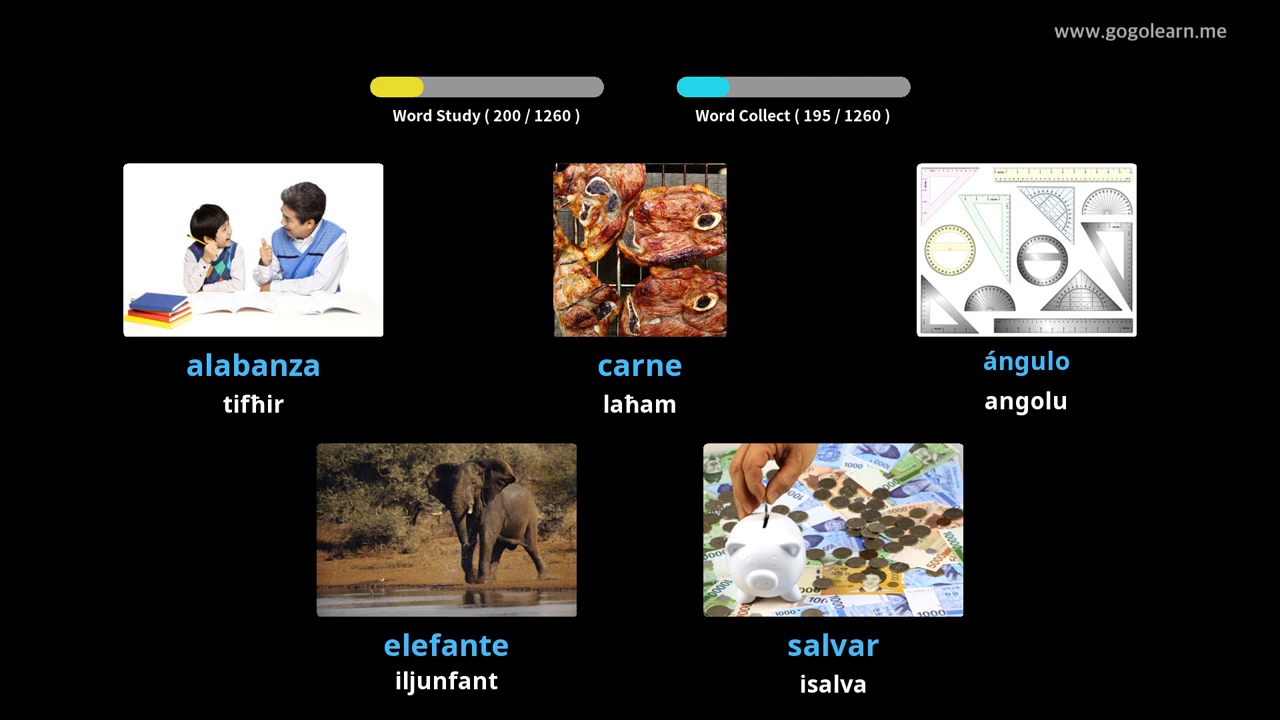 www.gogolearn.me
Word Study ( 200 / 1260 )
Word Collect ( 195 / 1260 )
alabanza
tifħir
carne
laħam
ángulo
angolu
elefante
iljunfant
salvar
isalva